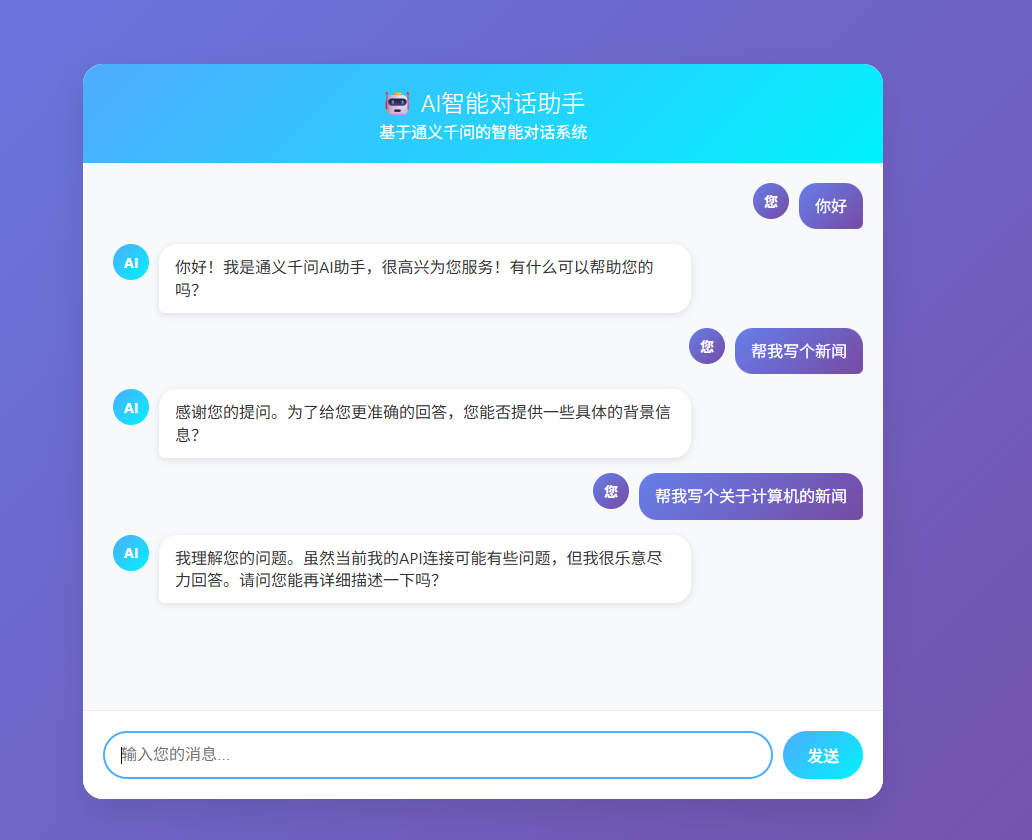 AI智能对话助手
基于通义千问的智能对话系统
您
你好
AI
你好！我是通义千问AI助手，很高兴为您服务！有什么可以帮助您的
吗？
您
帮我写个新闻
AI
感谢您的提问。为了给您更准确的回答，您能否提供一些具体的背景信
息？
您
帮我写个关于计算机的新闻
AI
我理解您的问题。虽然当前我的API连接可能有些问题，但我很乐意尽
力回答。请问您能再详细描述一下吗？
输入您的消息...
发送